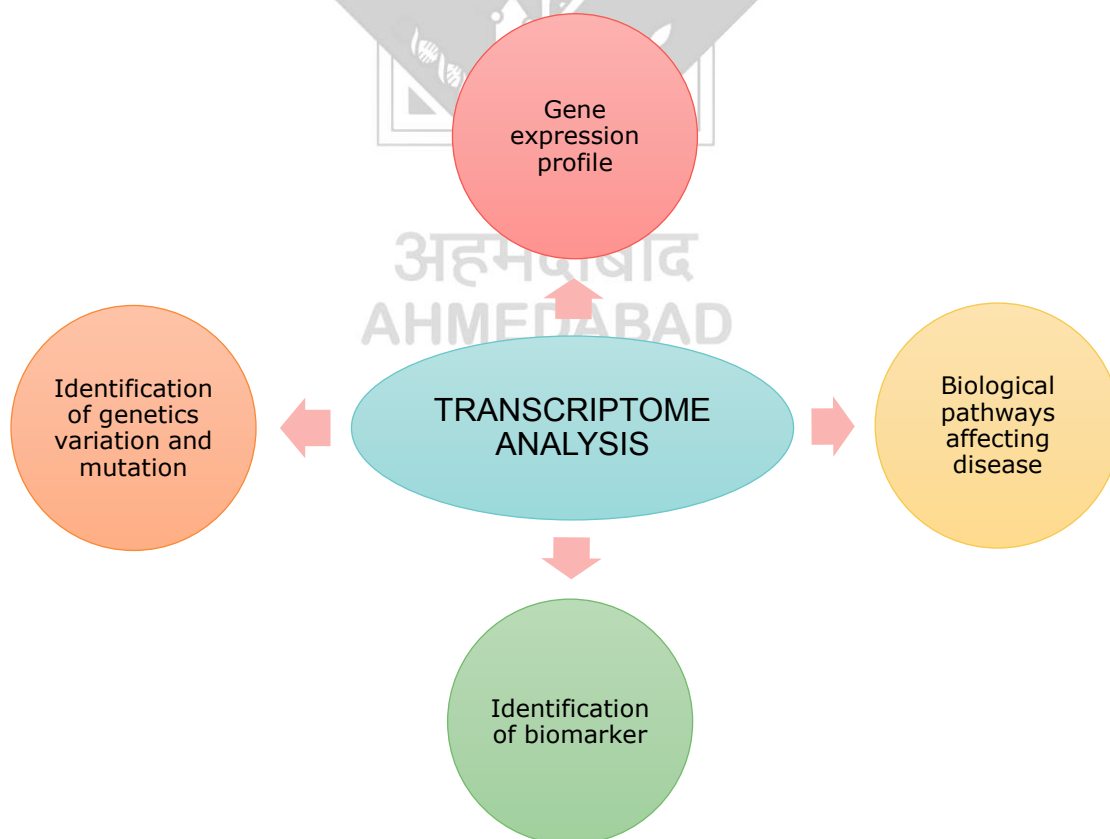 Gene
expression
profile
अहमदाबाद
AHMEDABAD
Identification
of genetics
variation and
mutation
TRANSCRIPTOME
ANALYSIS
Biological
pathways
affecting
disease
Identification
of biomarker